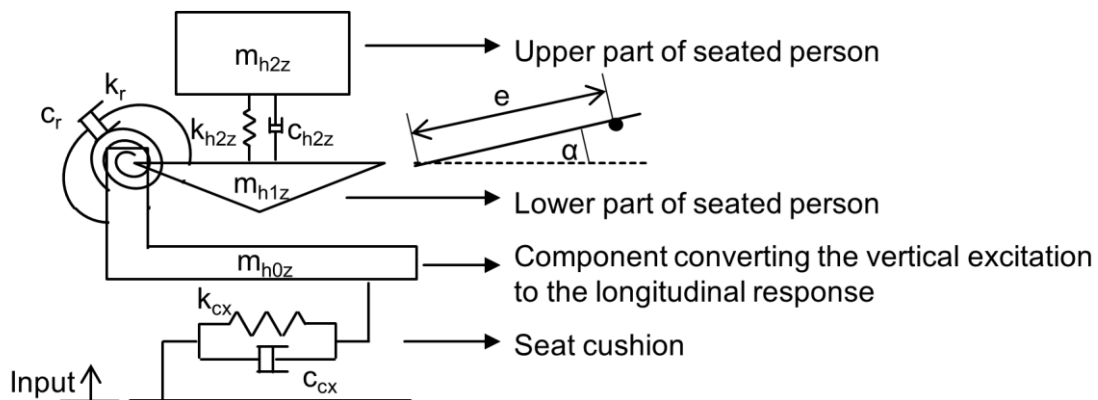 m_h2z
Upper part of seated person
k_r
c_r
k_h2z
c_h2z
e
α
m_h1z
Lower part of seated person
m_h0z
Component converting the vertical excitation
to the longitudinal response
k_cx
Seat cushion
c_cx
Input